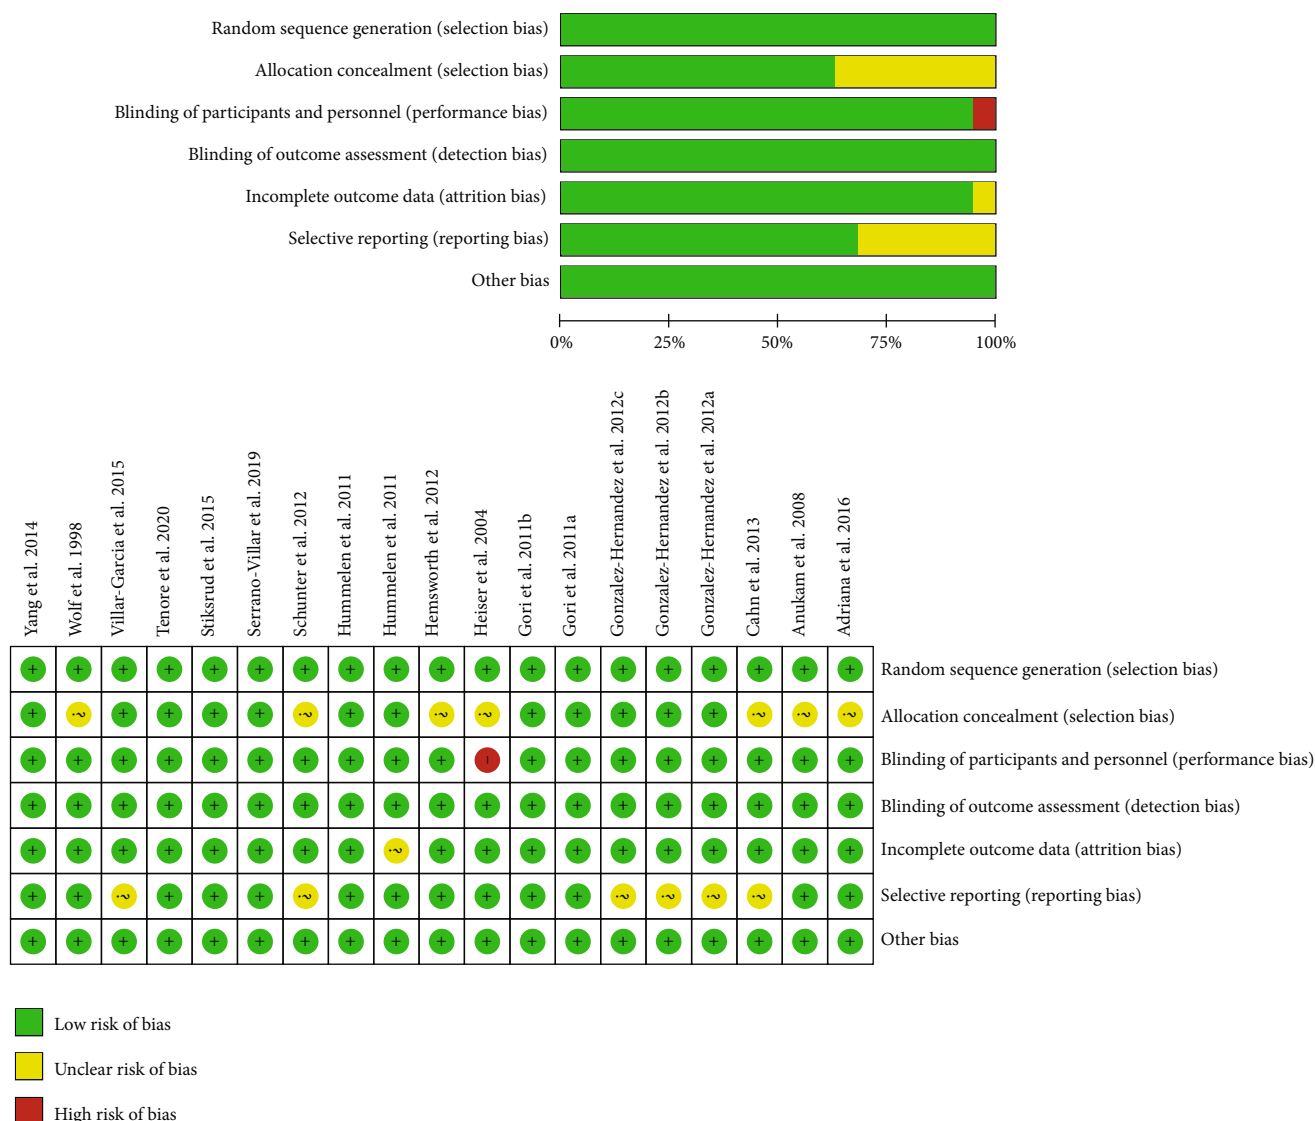 Random sequence generation (selection bias)
Allocation concealment (selection bias)
Blinding of participants and personnel (performance bias)
Blinding of outcome assessment (detection bias)
Incomplete outcome data (attrition bias)
Selective reporting (reporting bias)
Other bias
0% 25% 50% 75% 100%
Yang et al. 2014
Wolf et al. 1998
Villar-Garcia et al. 2015
Tenore et al. 2020
Stiksrud et al. 2015
Serrano-Villar et al. 2019
Schunter et al. 2012
Hummelen et al. 2011
Hummelen et al. 2011
Hemsworth et al. 2012
Heiser et al. 2004
Gori et al. 2011b
Gori et al. 2011a
Gonzalez-Hernandez et al. 2012c
Gonzalez-Hernandez et al. 2012b
Gonzalez-Hernandez et al. 2012a
Cahn et al. 2013
Anukam et al. 2008
Adriana et al. 2016
+ + + + + + + + + + + + + + + + + + + Random sequence generation (selection bias)
+ ? + + + + ? + + ? ? + + + + + ? ? ? Allocation concealment (selection bias)
+ + + + + + + + + + – + + + + + + + + Blinding of participants and personnel (performance bias)
+ + + + + + + + + + + + + + + + + + + Blinding of outcome assessment (detection bias)
+ + + + + + + + ? + + + + + + + + + + Incomplete outcome data (attrition bias)
+ + ? + + + ? + + + + + + ? ? ? ? + + Selective reporting (reporting bias)
+ + + + + + + + + + + + + + + + + + + Other bias
Low risk of bias
Unclear risk of bias
High risk of bias